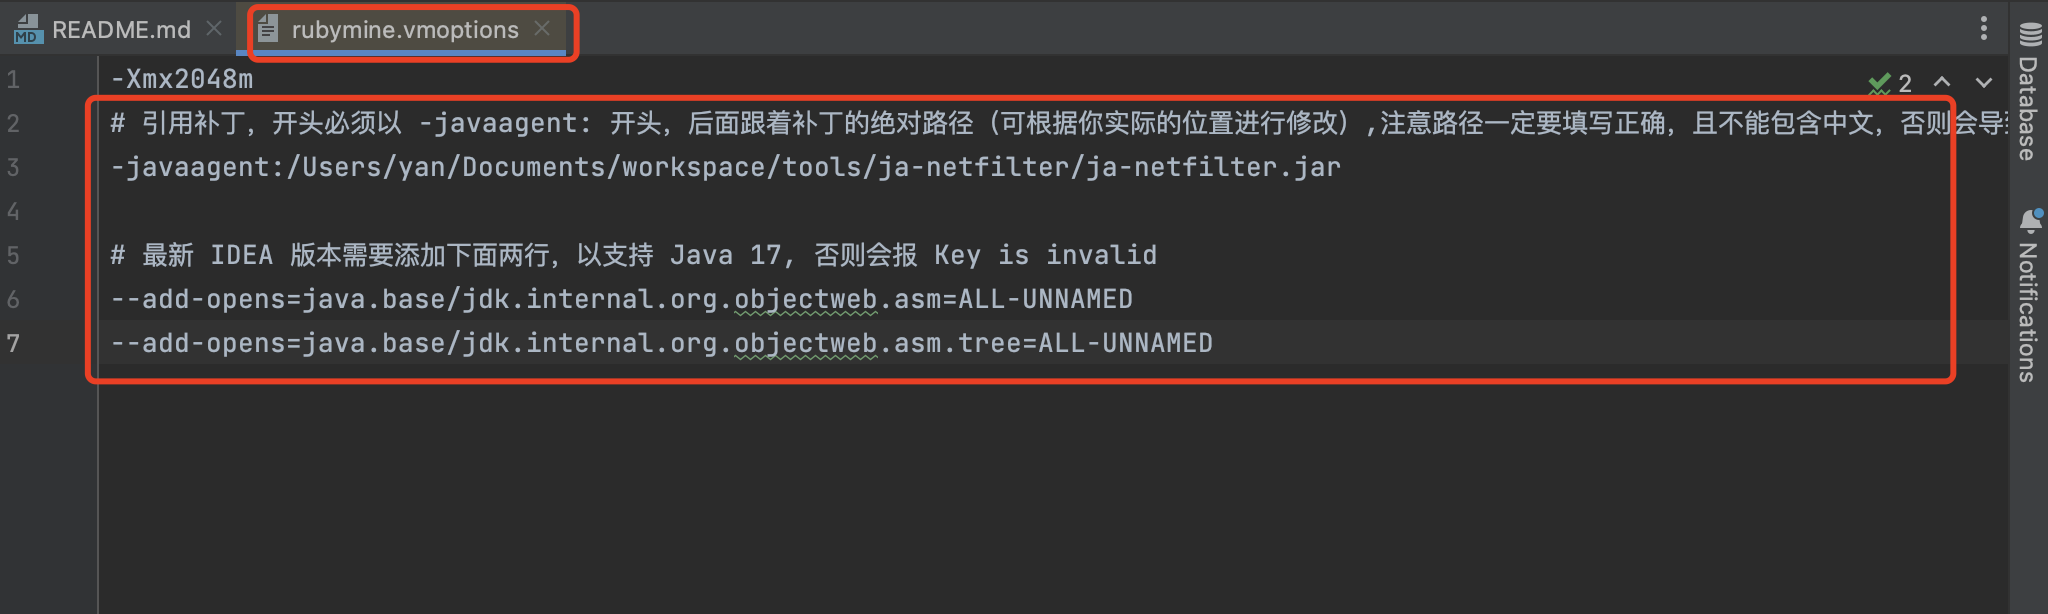 README.md
rubymine.vmoptions
1 -Xmx2048m
2
2 # 引用补丁，开头必须以 -javaagent: 开头，后面跟着补丁的绝对路径（可根据你实际的位置进行修改）,注意路径一定要填写正确，且不能包含中文，否则会导
3 -javaagent:/Users/yan/Documents/workspace/tools/ja-netfilter/ja-netfilter.jar
4
5 # 最新 IDEA 版本需要添加下面两行，以支持 Java 17, 否则会报 Key is invalid
6 --add-opens=java.base/jdk.internal.org.objectweb.asm=ALL-UNNAMED
7 --add-opens=java.base/jdk.internal.org.objectweb.asm.tree=ALL-UNNAMED
Database
Notifications
MD